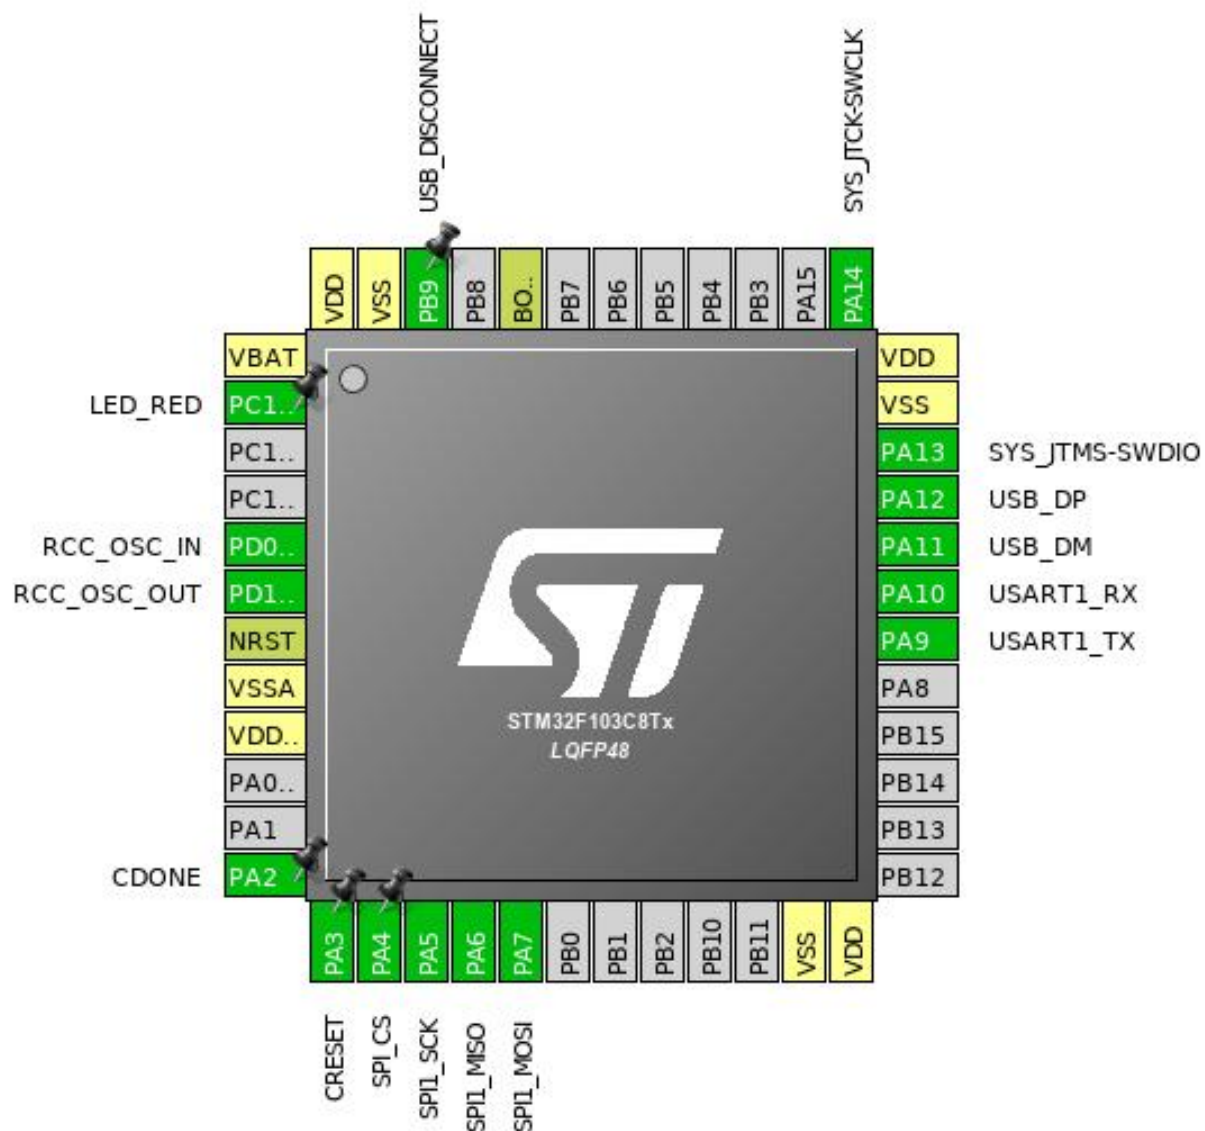 USB_DISCONNECT
SYS_JTCK-SWCLK
VDD
VSS
PB9
PB8
BO..
PB7
PB6
PB5
PB4
PB3
PA15
PA14
VBAT
LED_RED PC1..
PC1..
PC1..
RCC_OSC_IN PD0..
RCC_OSC_OUT PD1..
NRST
VSSA
VDD..
PA0..
PA1
CDONE PA2
VDD
VSS
PA13 SYS_JTMS-SWDIO
PA12 USB_DP
PA11 USB_DM
PA10 USART1_RX
PA9 USART1_TX
PA8
PB15
PB14
PB13
PB12
ST
STM32F103C8Tx
LQFP48
PA3
PA4
PA5
PA6
PA7
PB0
PB1
PB2
PB10
PB11
VSS
VDD
CRESET
SPI_CS
SPI1_SCK
SPI1_MISO
SPI1_MOSI